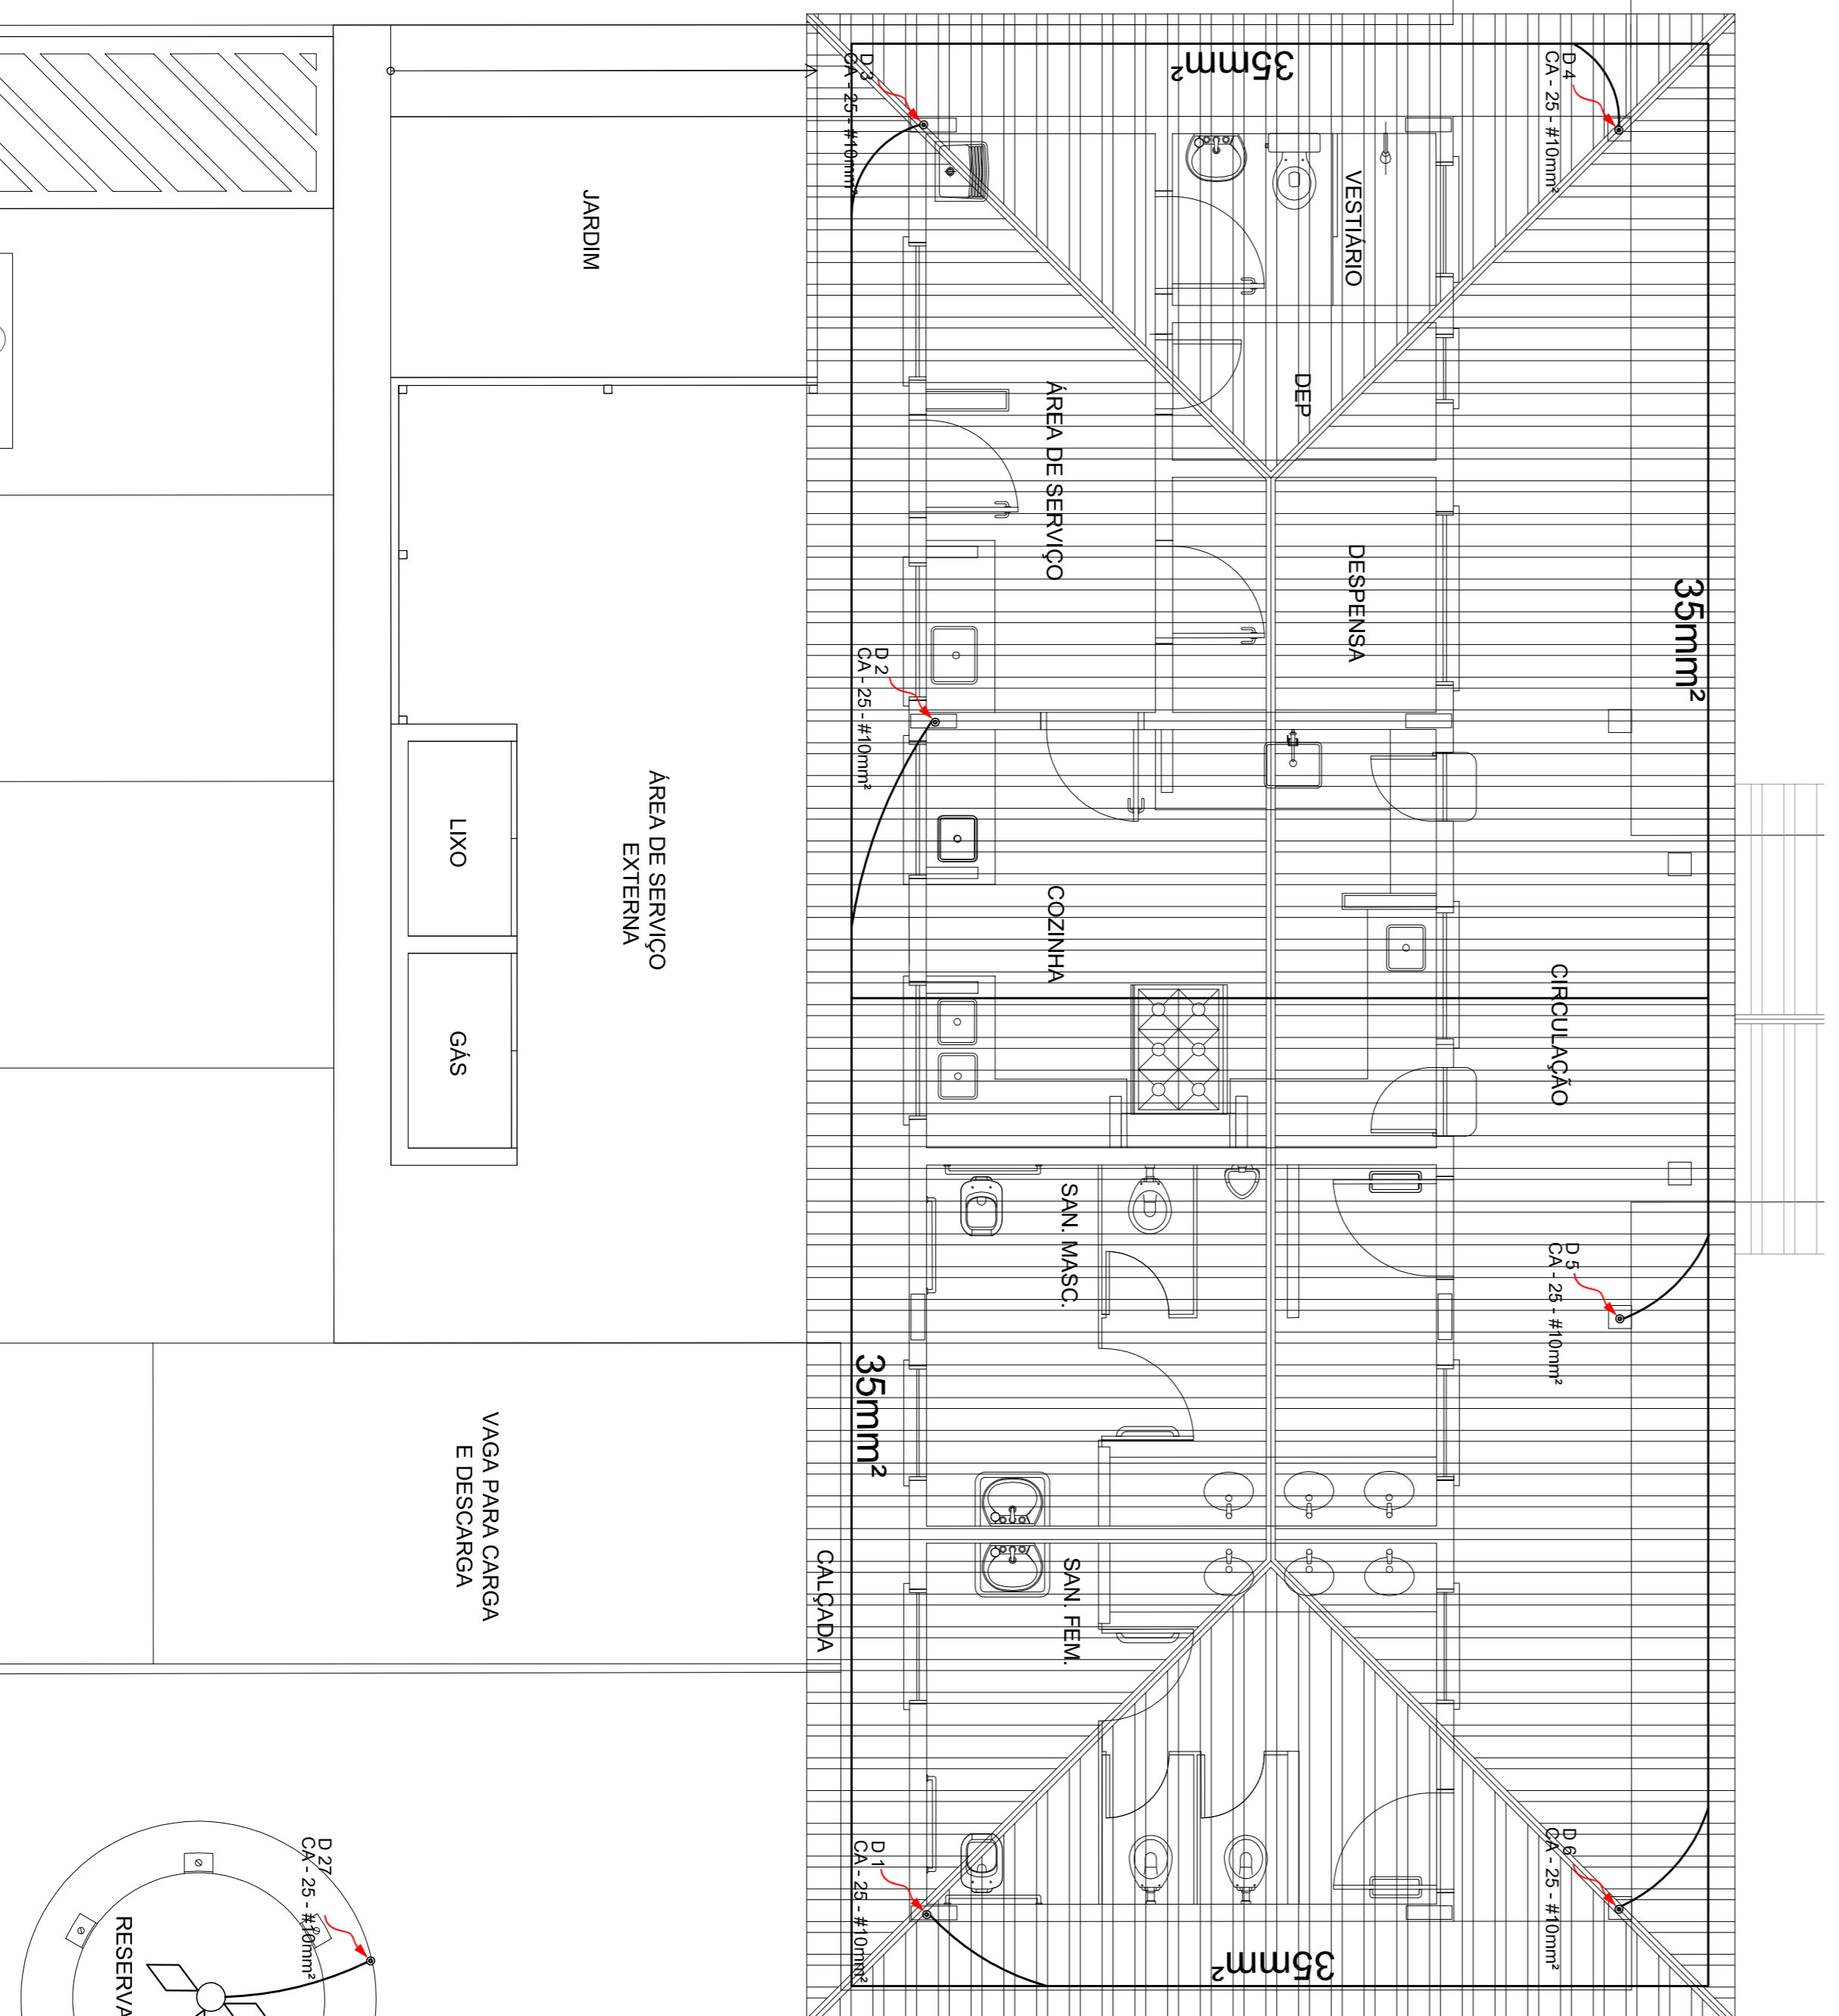 35mm²
D 3
CA - 25 - #10mm²
D 4
CA - 25 - #10mm²
JARDIM
VESTIÁRIO
DEP
ÁREA DE SERVIÇO
DESPENSA
35mm²
D 2
CA - 25 - #10mm²
ÁREA DE SERVIÇO
EXTERNA
LIXO
GÁS
COZINHA
CIRCULAÇÃO
SAN. MASC.
D 5
CA - 25 - #10mm²
35mm²
VAGA PARA CARGA
E DESCARGA
CALÇADA
SAN. FEM.
D 1
CA - 25 - #10mm²
D 6
CA - 25 - #10mm²
35mm²
D 27
CA - 25 - #10mm²
RESERVA